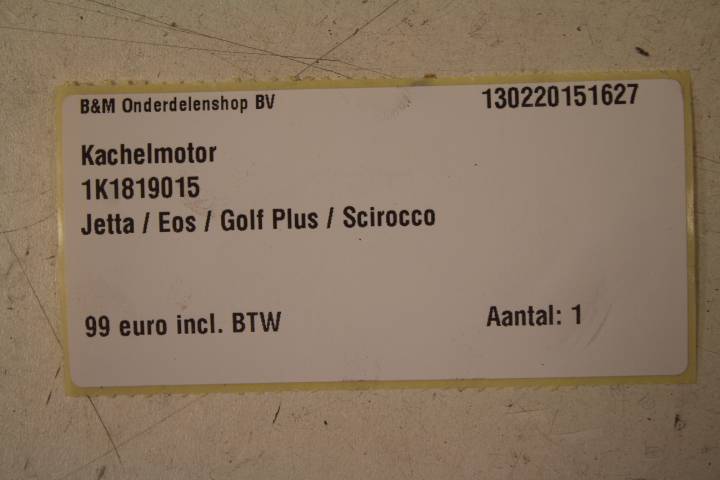 B&M Onderdelenshop BV 130220151627
Kachelmotor
1K1819015
Jetta / Eos / Golf Plus / Scirocco
99 euro incl. BTW Aantal: 1